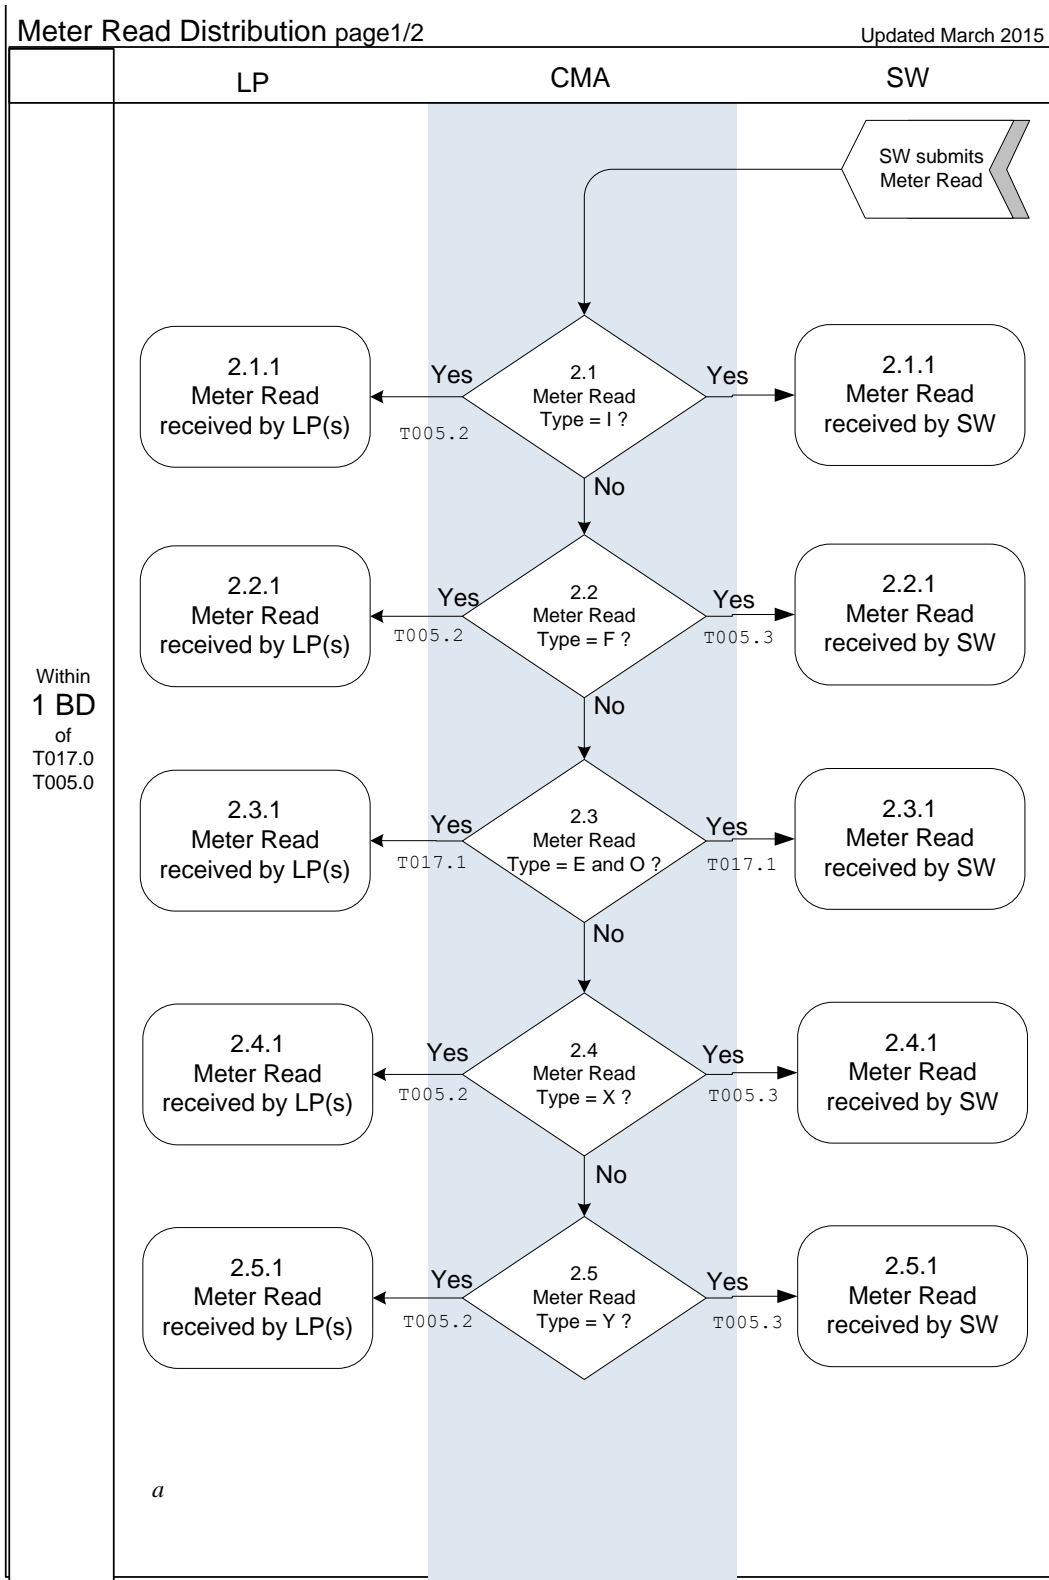 Meter Read Distribution page1/2
Updated March 2015
LP
CMA
SW
SW submits
Meter Read
Within
1 BD
of
T017.0
T005.0
2.1.1
Meter Read
received by LP(s)
Yes
T005.2
2.1
Meter Read
Type = I ?
Yes
2.1.1
Meter Read
received by SW
No
2.2.1
Meter Read
received by LP(s)
Yes
T005.2
2.2
Meter Read
Type = F ?
Yes
T005.3
2.2.1
Meter Read
received by SW
No
2.3.1
Meter Read
received by LP(s)
Yes
T017.1
2.3
Meter Read
Type = E and O ?
Yes
T017.1
2.3.1
Meter Read
received by SW
No
2.4.1
Meter Read
received by LP(s)
Yes
T005.2
2.4
Meter Read
Type = X ?
Yes
T005.3
2.4.1
Meter Read
received by SW
No
2.5.1
Meter Read
received by LP(s)
Yes
T005.2
2.5
Meter Read
Type = Y ?
Yes
T005.3
2.5.1
Meter Read
received by SW
a